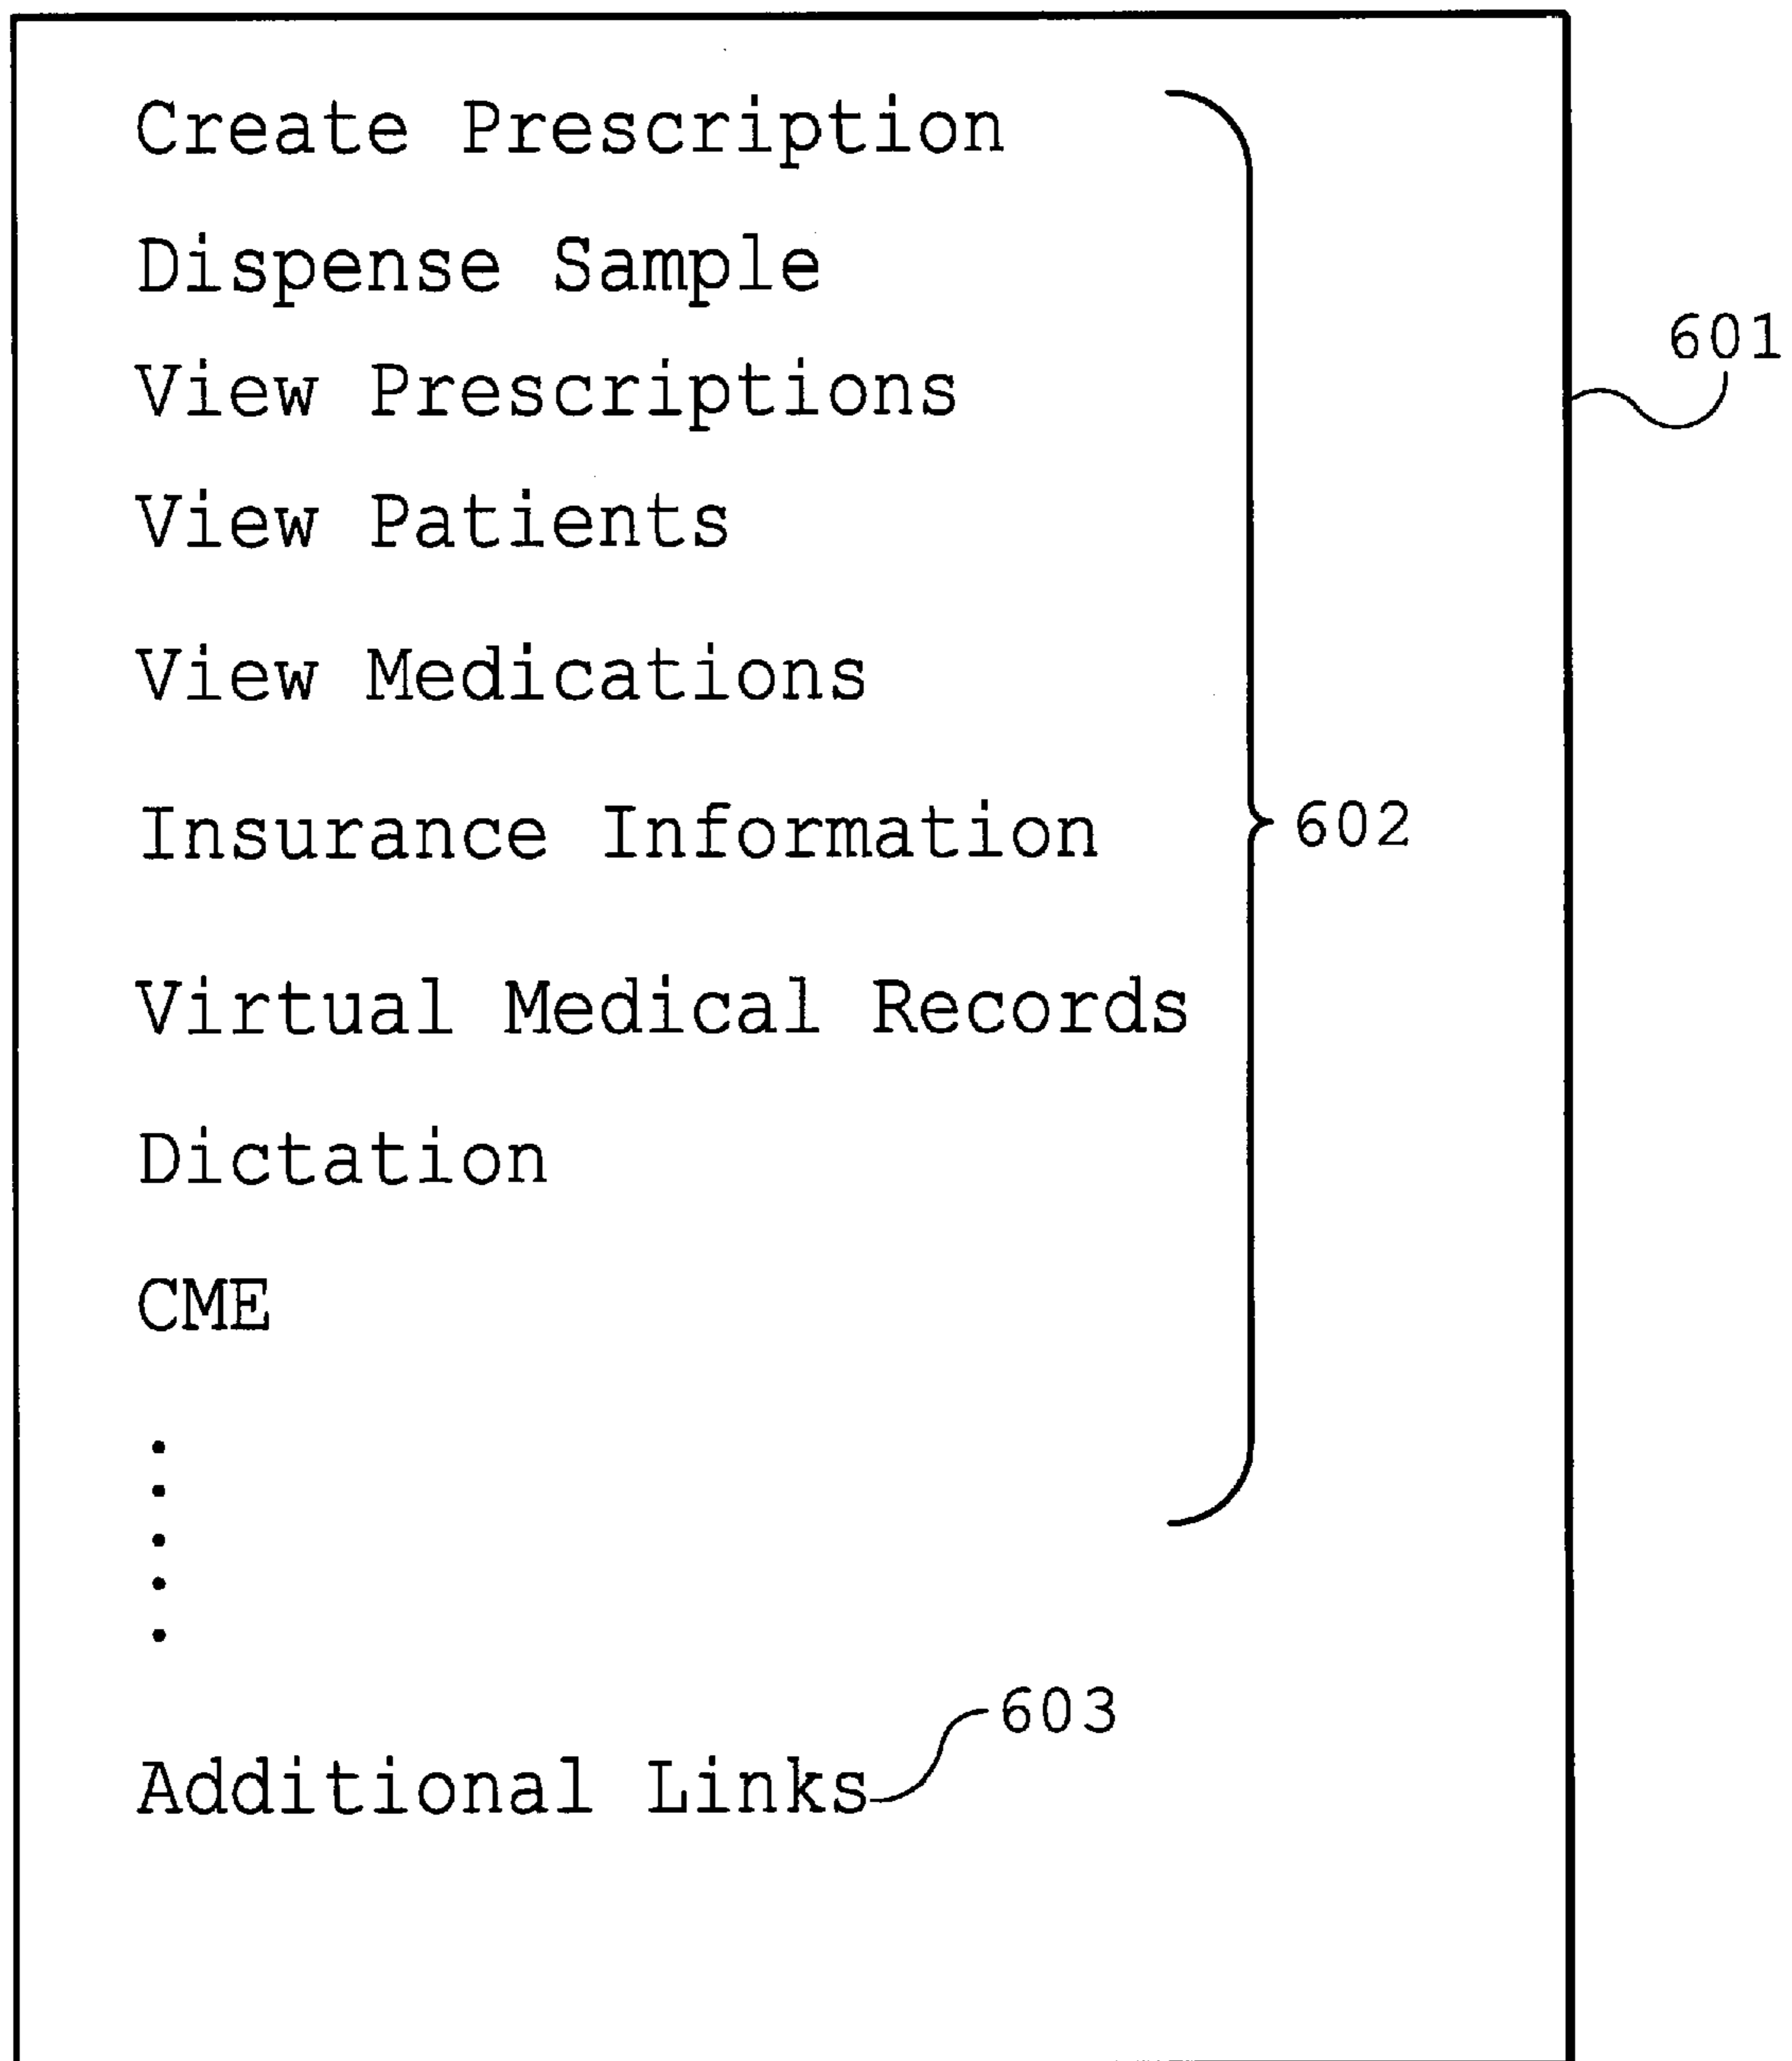 Create Prescription
Dispense Sample
View Prescriptions
601
View Patients
View Medications
Insurance Information
602
Virtual Medical Records
Dictation
CME
.
.
.
.
.
603
Additional Links